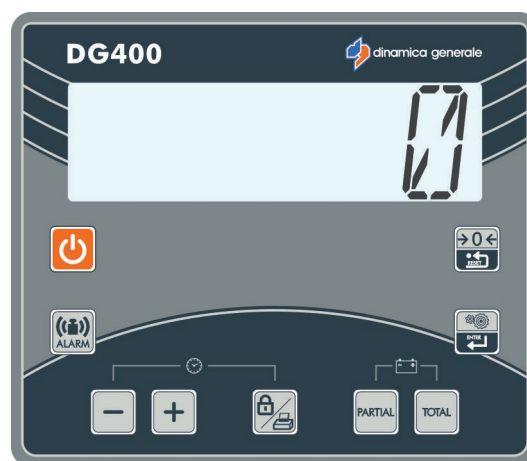 DG400
dinamica generale
0
→0←
RESET
ALARM
ENTER
− +
PARTIAL TOTAL